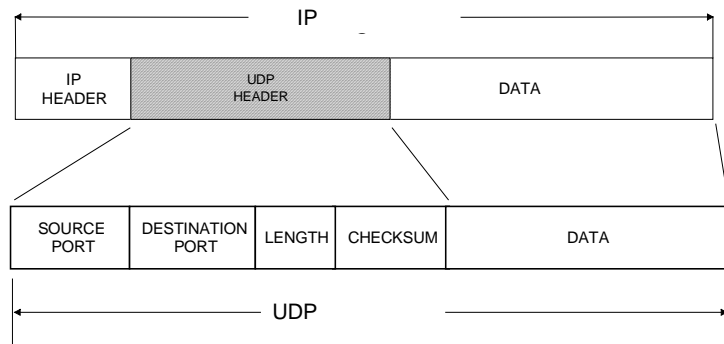 IP
IP
HEADER
UDP
HEADER
DATA
SOURCE
PORT
DESTINATION
PORT
LENGTH
CHECKSUM
DATA
UDP